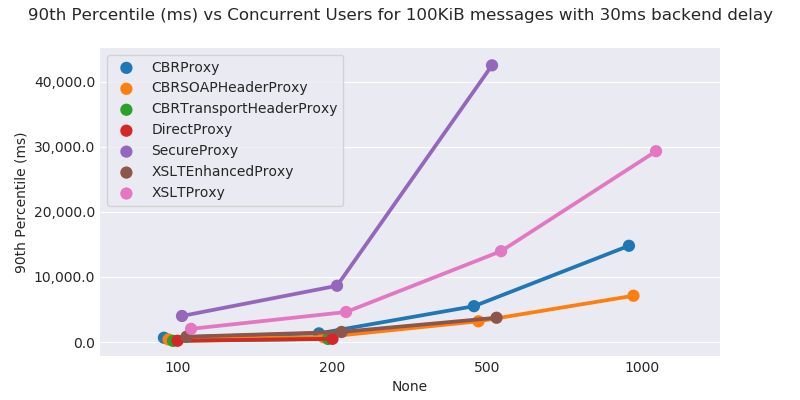 90th Percentile (ms) vs Concurrent Users for 100KiB messages with 30ms backend delay
CBRProxy
CBRSOAPHeaderProxy
CBRTransportHeaderProxy
DirectProxy
SecureProxy
XSLTEnhancedProxy
XSLTProxy
90th Percentile (ms)
40,000.0
30,000.0
20,000.0
10,000.0
0.0
100 200 500 1000
None